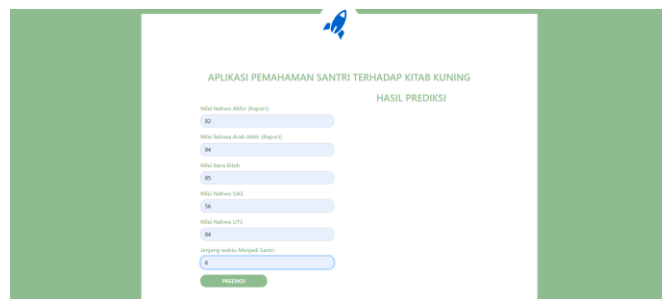 APLIKASI PEMAHAMAN SANTRI TERHADAP KITAB KUNING
HASIL PREDIKSI
Nilai Nahwu Akhir (Raport)
82
Nilai Bahasa Arab Akhir (Raport)
94
Nilai Baca Kitab
85
Nilai Nahwu UAS
56
Nilai Nahwu UTS
84
Jenjang waktu Menjadi Santri
6
PREDIKSI